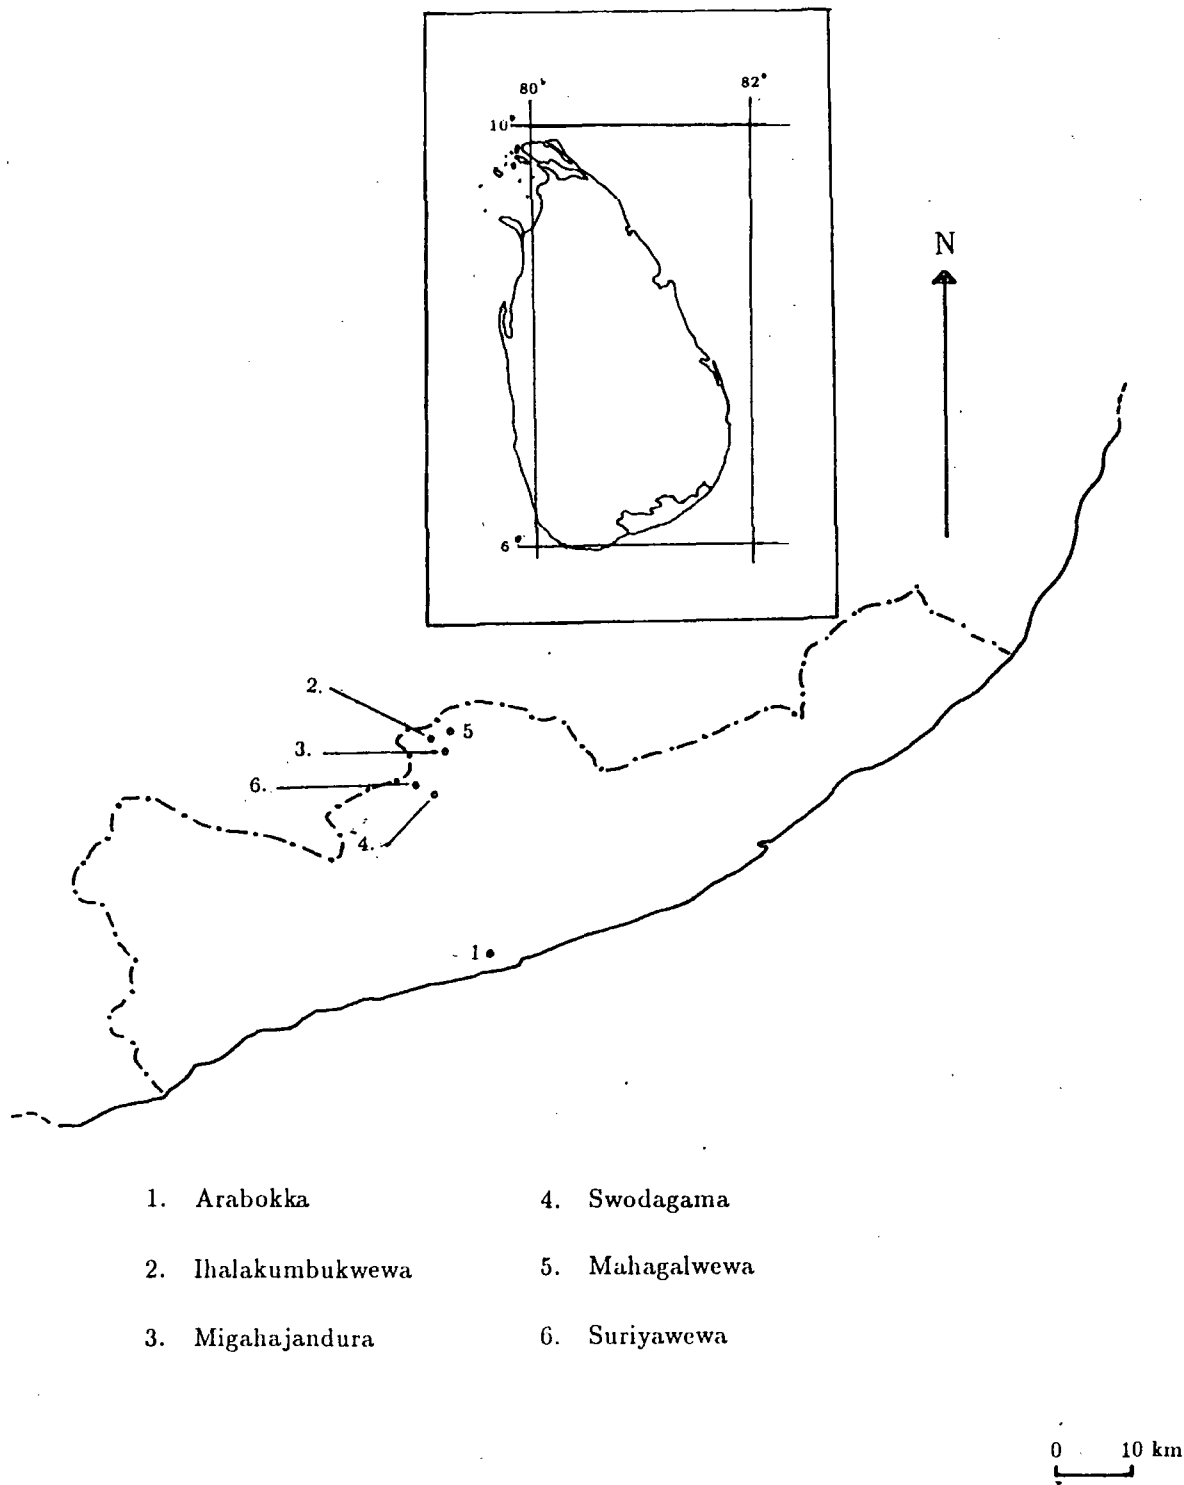 80°
82°
10°
6°
N
2.
5
3.
6.
4.
1
1. Arabokka
4. Swodagama
2. Ihalakumbukwewa
5. Mahagalwewa
3. Migahajandura
6. Suriyawewa
0 10 km